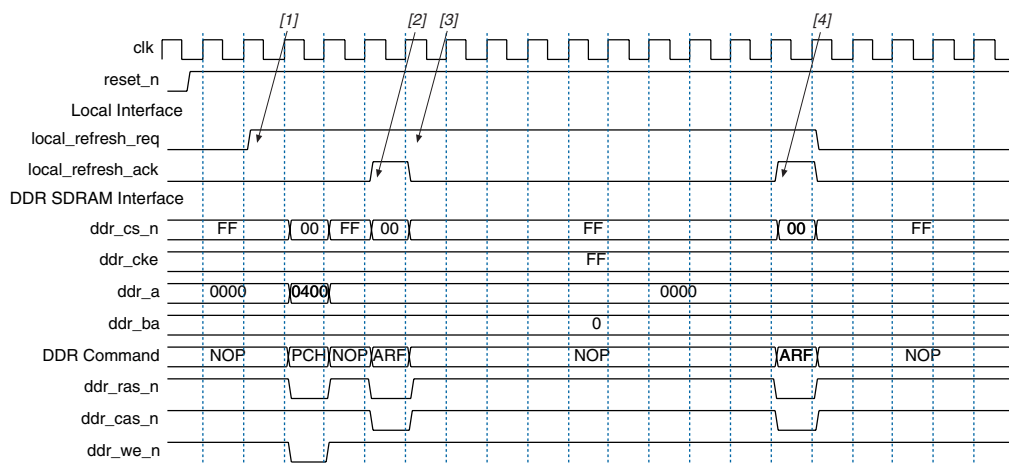 [1] [2] [3] [4]
clk
reset_n
Local Interface
local_refresh_req
local_refresh_ack
DDR SDRAM Interface
ddr_cs_n FF 00 FF 00 FF 00 FF
ddr_cke FF
ddr_a 0000 0400 0000
ddr_ba 0
DDR Command NOP PCH NOP ARF NOP ARF NOP
ddr_ras_n
ddr_cas_n
ddr_we_n